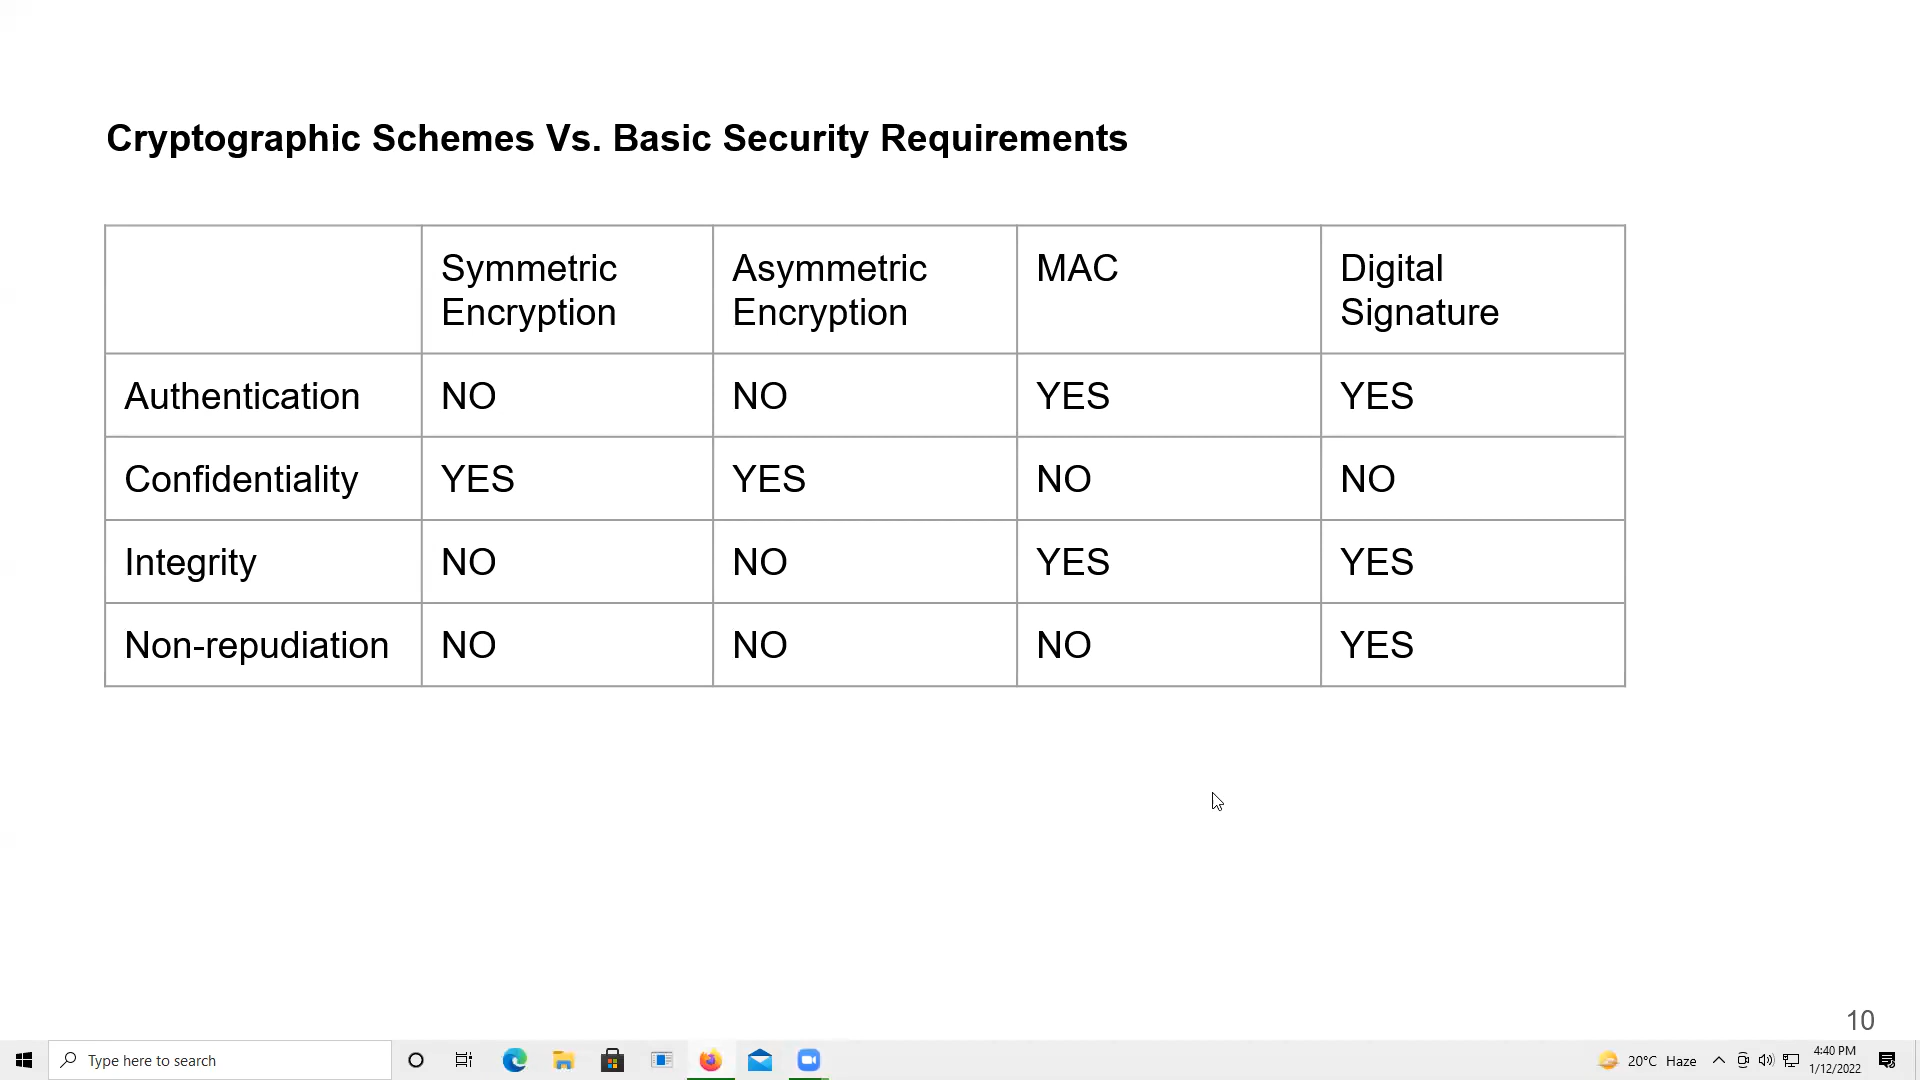 Cryptographic Schemes Vs. Basic Security Requirements
Symmetric Encryption Asymmetric Encryption MAC Digital Signature
Authentication NO NO YES YES
Confidentiality YES YES NO NO
Integrity NO NO YES YES
Non-repudiation NO NO NO YES
10
Type here to search
20°C Haze
4:40 PM
1/12/2022